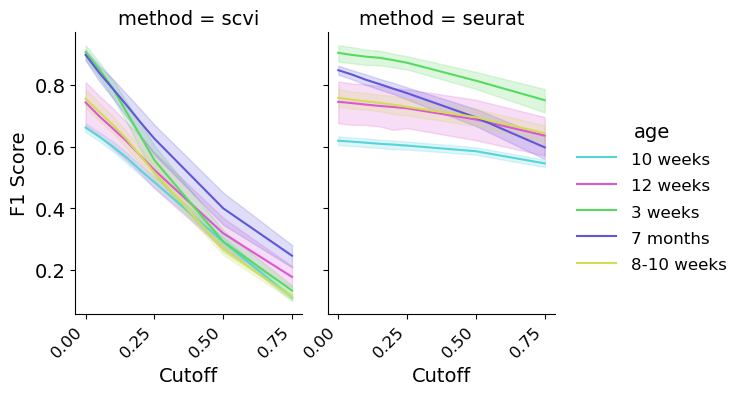 method = scvi
method = seurat
F1 Score
0.8
0.6
0.4
0.2
0.00
0.25
0.50
0.75
0.00
0.25
0.50
0.75
Cutoff
Cutoff
age
10 weeks
12 weeks
3 weeks
7 months
8-10 weeks